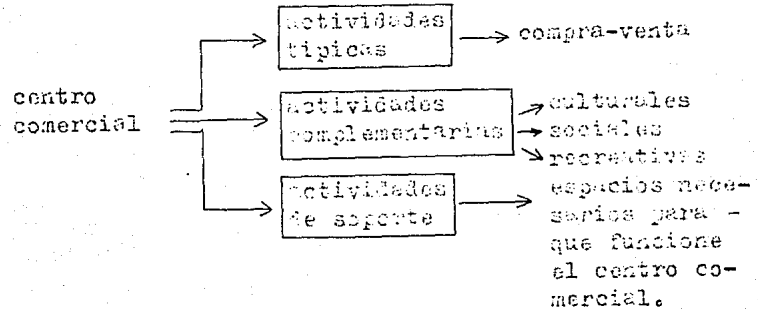 centro
comercial
actividades
típicas
compra-venta
actividades
complementarias
culturales
sociales
recreativas
actividades
de soporte
espacios nece-
sarios para -
que funcione
el centro co-
mercial.